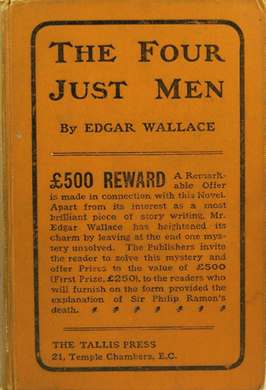 THE FOUR
JUST MEN
BY EDGAR WALLACE
£500 REWARD A Remark-
able Offer
is made in connection with this Novel.
Apart from its interest as a most
brilliant piece of story writing, Mr.
Edgar Wallace has heightened its
charm by leaving at the end one mys-
tery unsolved. The Publishers invite
the reader to solve this mystery and
offer Prizes to the value of £500
(First Prize, £250), to the readers who
will furnish on the form provided the
explanation of Sir Philip Ramon's
death.
THE TALLIS PRESS
21, Temple Chambers, E.C.